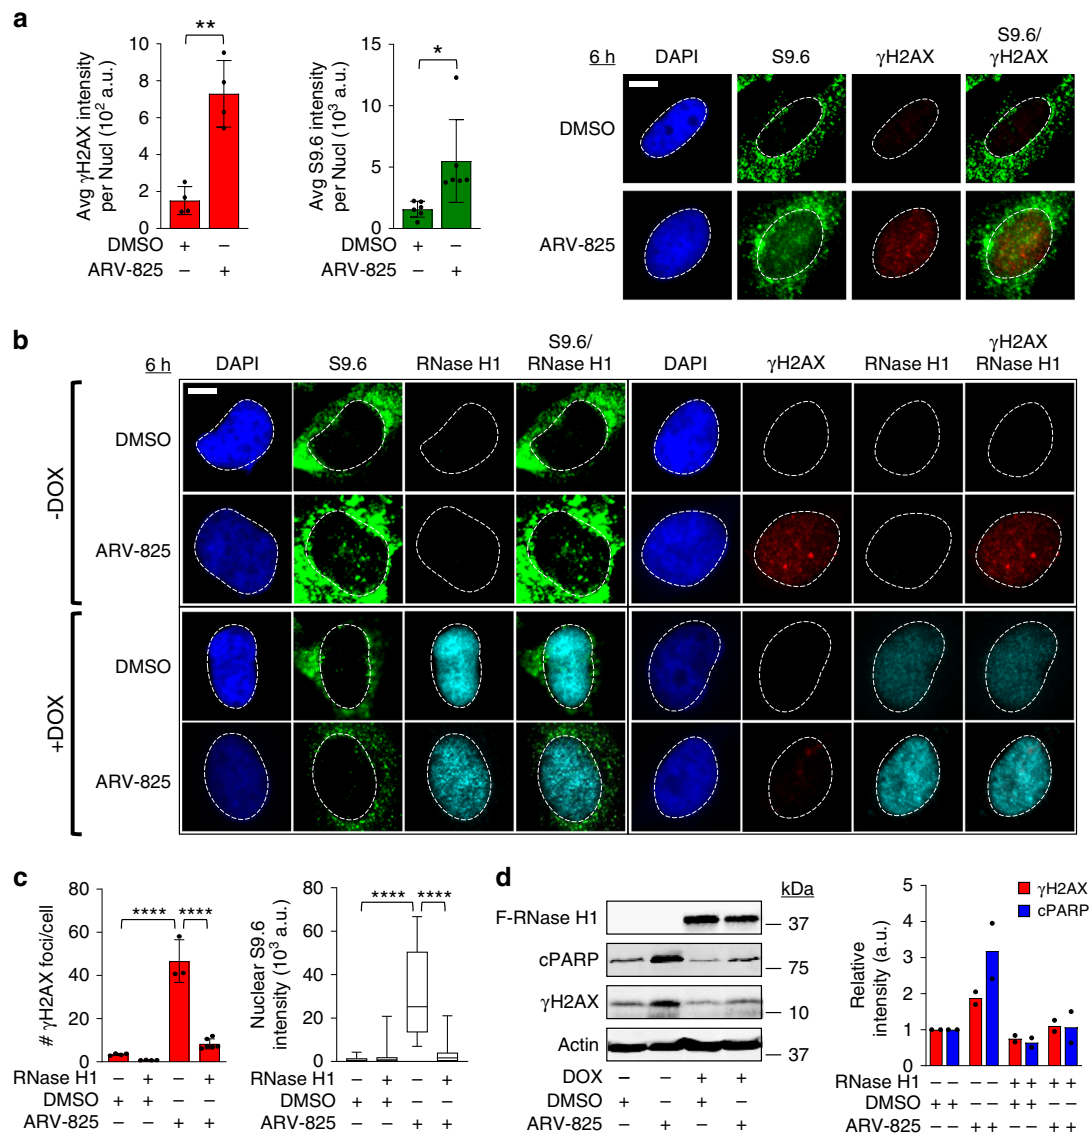 a
**
10
8
6
4
2
0
Avg γH2AX intensity
per Nucl (10² a.u.)
DMSO + –
ARV-825 – +
*
15
10
5
0
Avg S9.6 intensity
per Nucl (10³ a.u.)
DMSO + –
ARV-825 – +
6 h DAPI S9.6 γH2AX S9.6/
γH2AX
DMSO
ARV-825
b
6 h DAPI S9.6 RNase H1 S9.6/
RNase H1 DAPI γH2AX RNase H1 γH2AX
RNase H1
-DOX
DMSO
ARV-825
+DOX
DMSO
ARV-825
c
80
60
40
20
0
# γH2AX foci/cell
**** ****
RNase H1 – + – +
DMSO + + – –
ARV-825 – – + +
80
60
40
20
0
Nuclear S9.6
intensity (10³ a.u.)
**** ****
RNase H1 – + – +
DMSO + + – –
ARV-825 – – + +
d
kDa
F-RNase H1 — 37
cPARP — 75
γH2AX — 10
Actin — 37
DOX – – + +
DMSO + – + –
ARV-825 – + – +
γH2AX
cPARP
5
4
3
2
1
0
Relative
intensity (a.u.)
RNase H1 – – – – + + + +
DMSO + + – – + + – –
ARV-825 – – + + – – + +